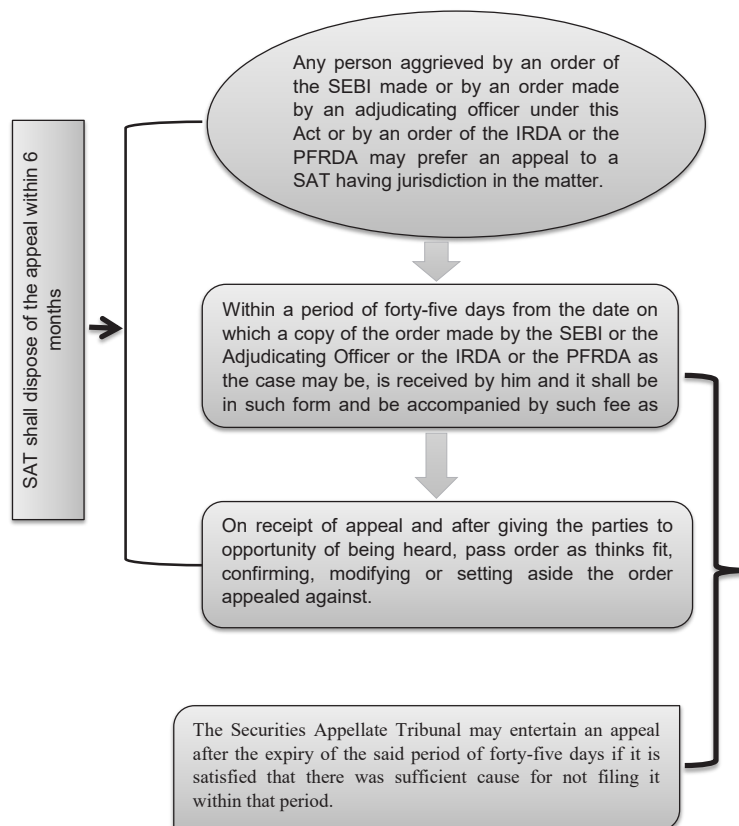 Any person aggrieved by an order of
the SEBI made or by an order made
by an adjudicating officer under this
Act or by an order of the IRDA or the
PFRDA may prefer an appeal to a
SAT having jurisdiction in the matter.
SAT shall dispose of the appeal within 6
months
Within a period of forty-five days from the date on
which a copy of the order made by the SEBI or the
Adjudicating Officer or the IRDA or the PFRDA as
the case may be, is received by him and it shall be
in such form and be accompanied by such fee as
On receipt of appeal and after giving the parties to
opportunity of being heard, pass order as thinks fit,
confirming, modifying or setting aside the order
appealed against.
The Securities Appellate Tribunal may entertain an appeal
after the expiry of the said period of forty-five days if it is
satisfied that there was sufficient cause for not filing it
within that period.